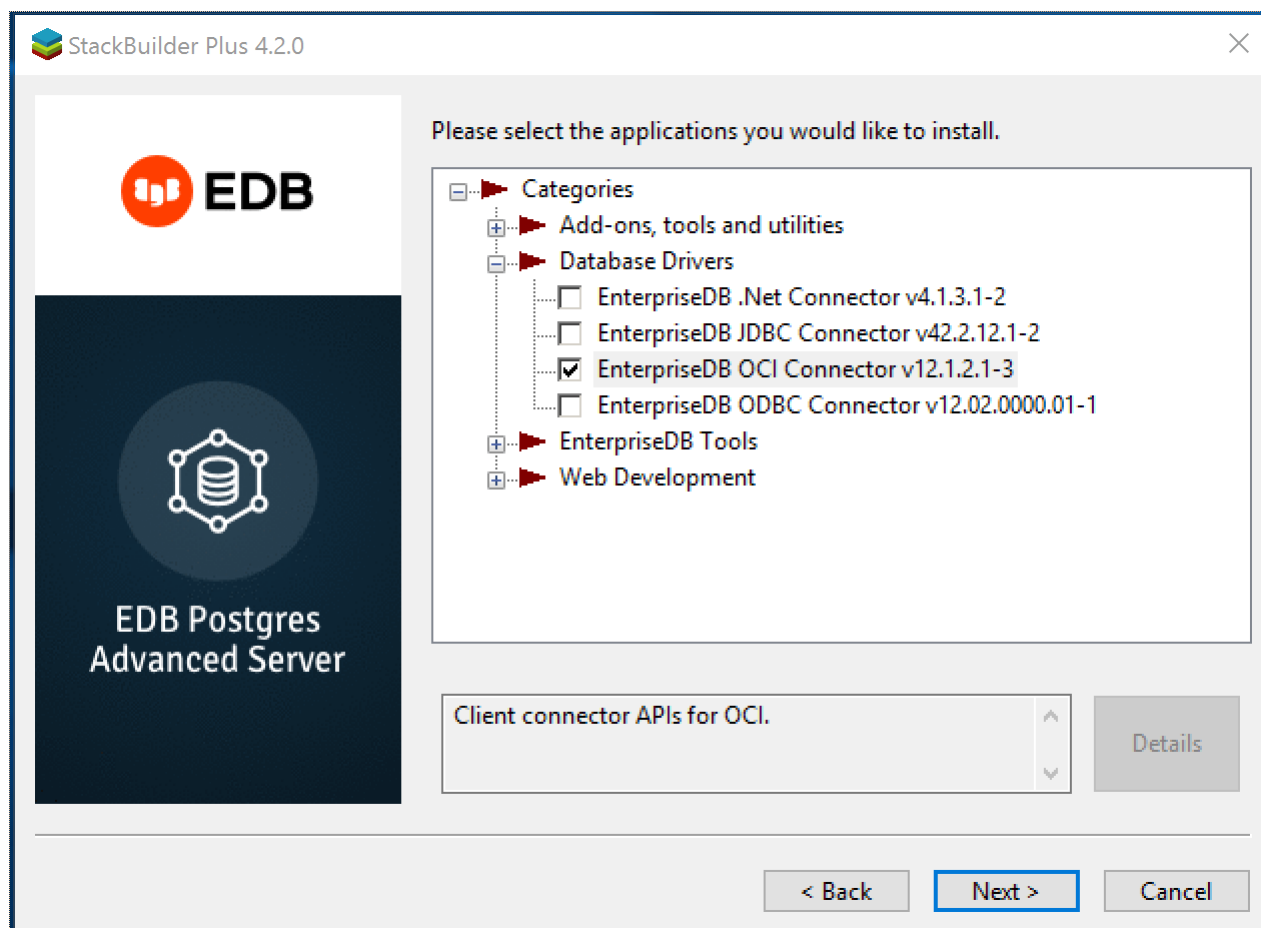 StackBuilder Plus 4.2.0
EDB
EDB Postgres
Advanced Server
Please select the applications you would like to install.
Categories
Add-ons, tools and utilities
Database Drivers
EnterpriseDB .Net Connector v4.1.3.1-2
EnterpriseDB JDBC Connector v42.2.12.1-2
EnterpriseDB OCI Connector v12.1.2.1-3
EnterpriseDB ODBC Connector v12.02.0000.01-1
EnterpriseDB Tools
Web Development
Client connector APIs for OCI.
Details
< Back
Next >
Cancel